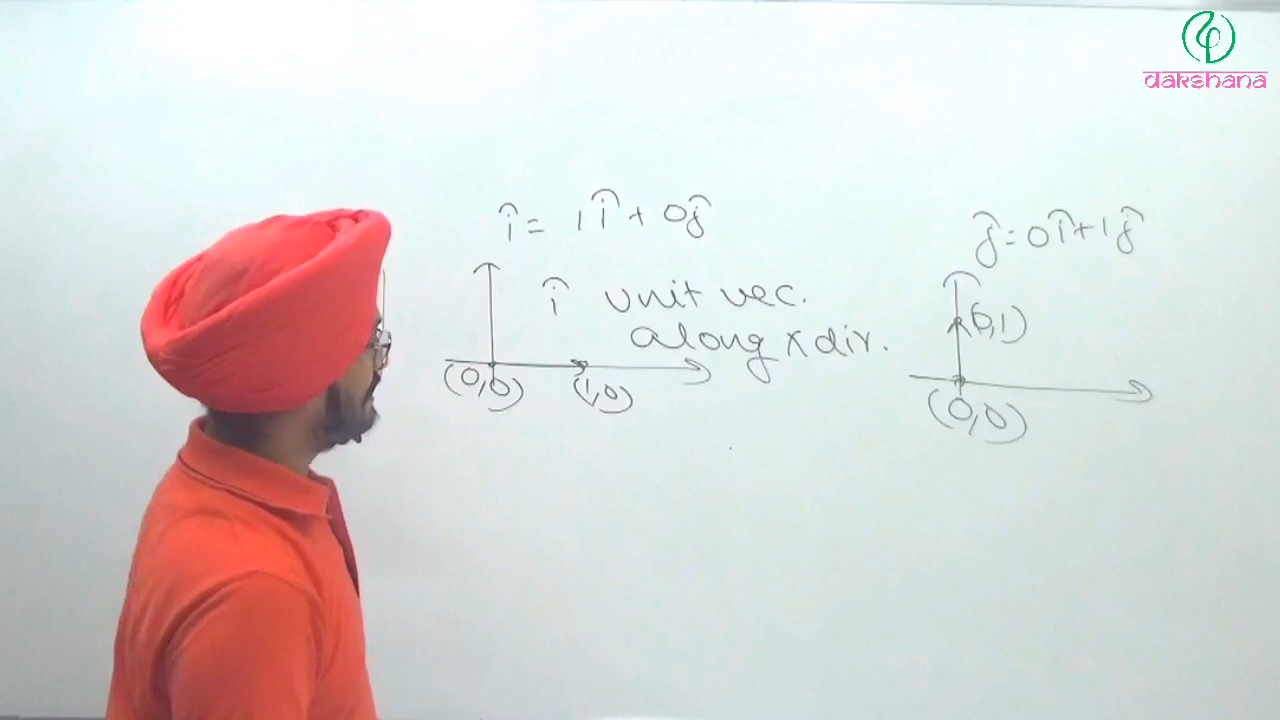 dakshana
î = 1î + 0ĵ
î unit vec.
along x dir.
(0,0) (1,0)
ĵ = 0î + 1ĵ
(0,1)
(0,0)